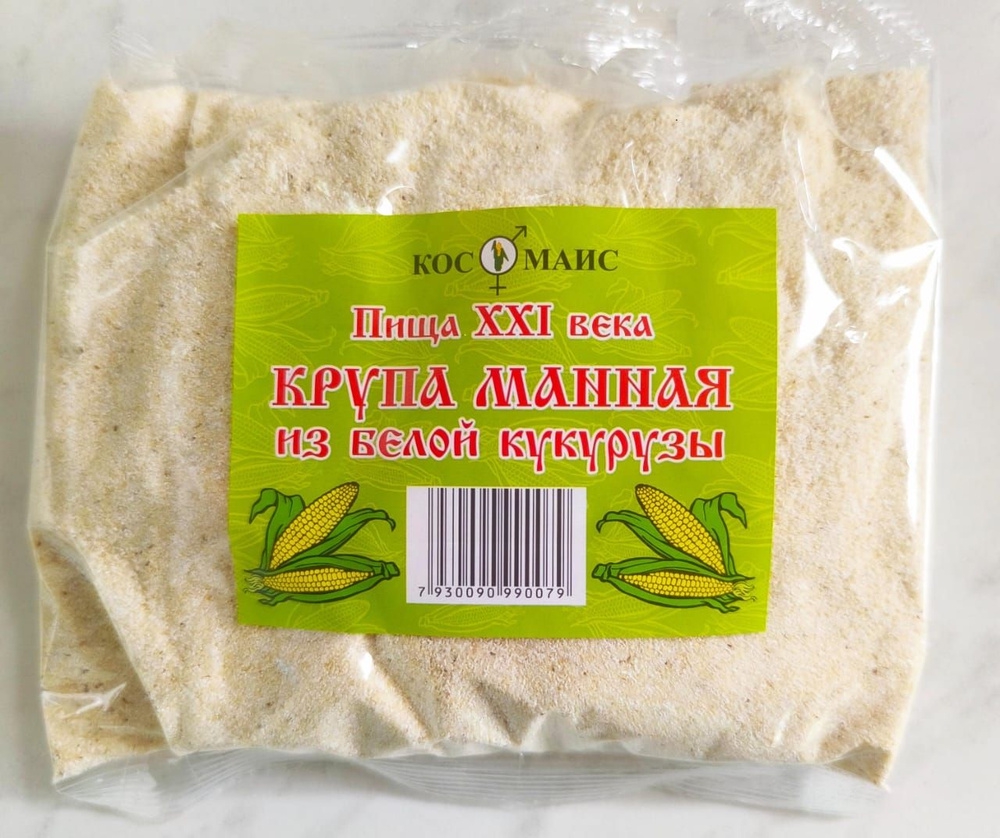 КОС МАИС
Пища XXI века
КРУПА МАННАЯ
из белой кукурузы
7 930090 990079